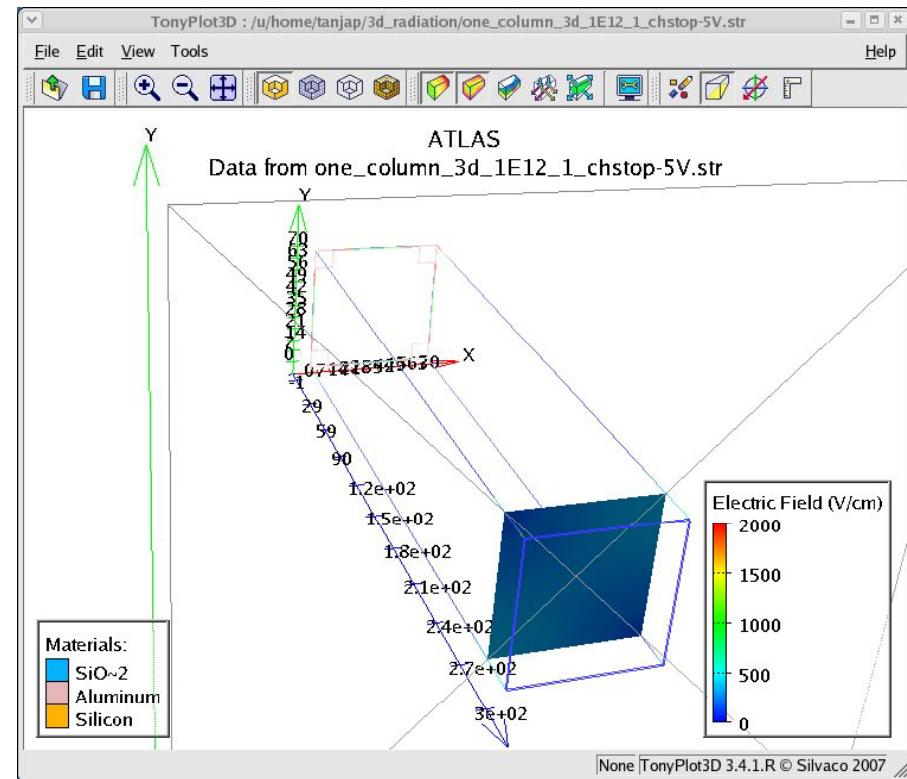 TonyPlot3D : /u/home/tanjap/3d_radiation/one_column_3d_1E12_1_chstop-5V.str
File Edit View Tools Help
ATLAS
Data from one_column_3d_1E12_1_chstop-5V.str
Y
Y
70
63
56
49
42
35
28
21
14
7
0
X
-1
29
59
90
1.2e+02
1.5e+02
1.8e+02
2.1e+02
2.4e+02
2.7e+02
3e+02
Electric Field (V/cm)
2000
1500
1000
500
0
Materials:
SiO~2
Aluminum
Silicon
None TonyPlot3D 3.4.1.R © Silvaco 2007